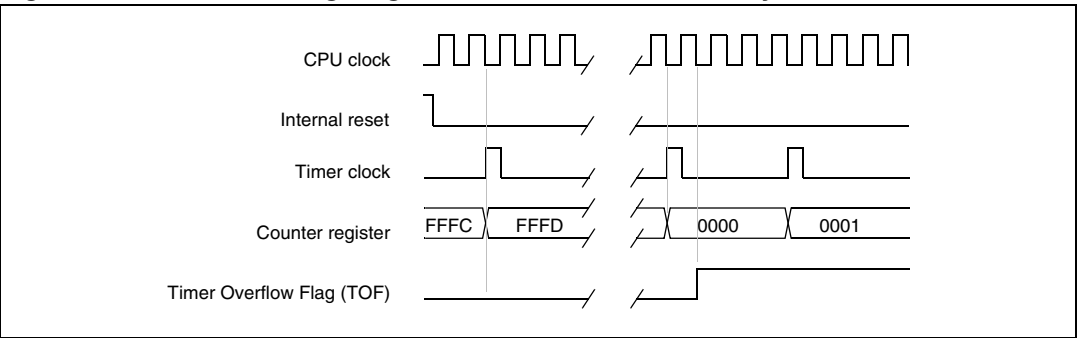 CPU clock
Internal reset
Timer clock
Counter register
FFFC FFFD 0000 0001
Timer Overflow Flag (TOF)